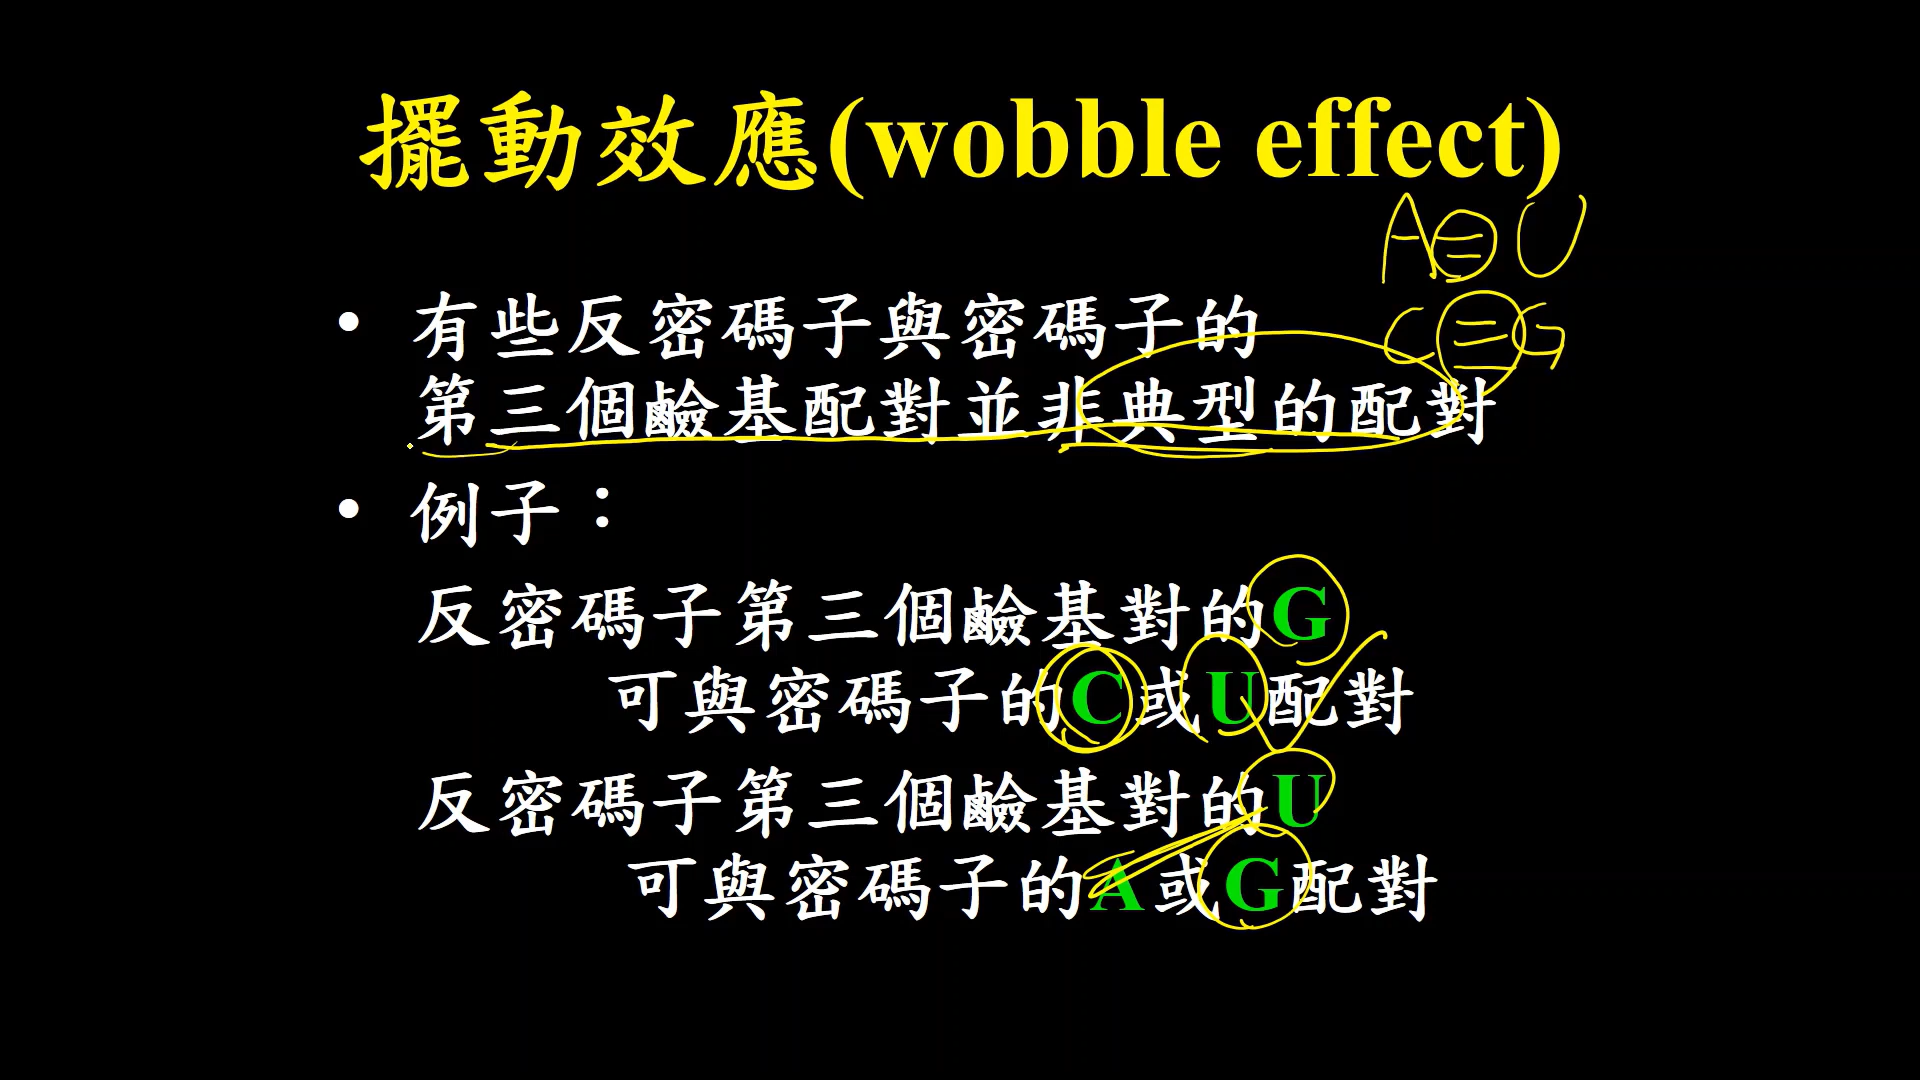 擺動效應(wobble effect)
A=U
C≡G
• 有些反密碼子與密碼子的
第三個鹼基配對並非典型的配對
• 例子：
反密碼子第三個鹼基對的G
可與密碼子的C或U配對
反密碼子第三個鹼基對的U
可與密碼子的A或G配對